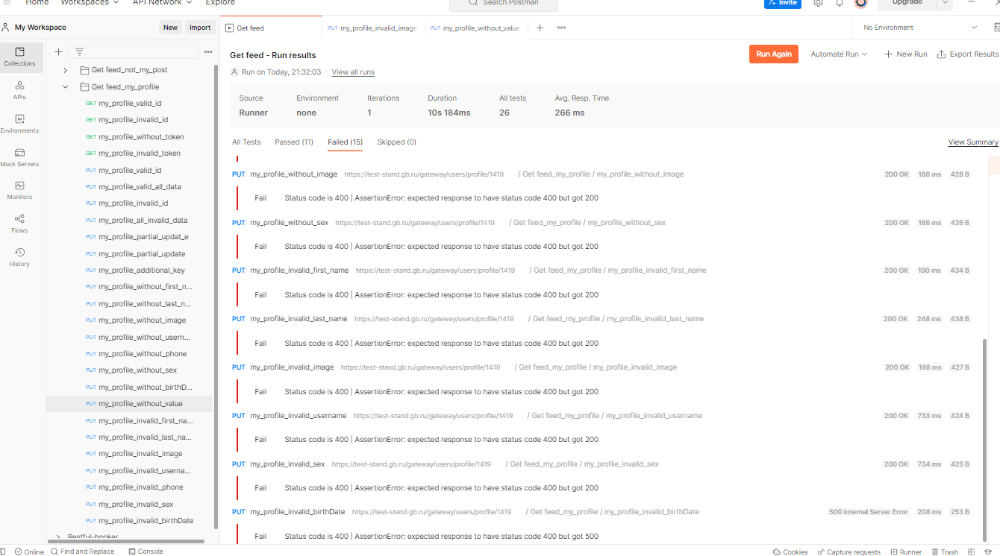 Home Workspaces API Network Explore Search Postman Invite Upgrade
My Workspace New Import Get feed PUT my_profile_invalid_image PUT my_profile_without_value No Environment
Collections
APIs
Environments
Mock Servers
Monitors
Flows
History
Get feed_not_my_post
Get feed_my_profile
GET my_profile_valid_id
GET my_profile_invalid_id
GET my_profile_without_token
GET my_profile_invalid_token
PUT my_profile_valid_id
PUT my_profile_valid_all_data
PUT my_profile_invalid_id
PUT my_profile_all_invalid_data
PUT my_profile_partial_updat_e
PUT my_profile_partial_update
PUT my_profile_additional_key
PUT my_profile_without_first_n...
PUT my_profile_without_last_n...
PUT my_profile_without_image
PUT my_profile_without_usern...
PUT my_profile_without_phone
PUT my_profile_without_sex
PUT my_profile_without_birthD...
PUT my_profile_without_value
PUT my_profile_invalid_first_na...
PUT my_profile_invalid_last_na...
PUT my_profile_invalid_image
PUT my_profile_invalid_userna...
PUT my_profile_invalid_phone
PUT my_profile_invalid_sex
PUT my_profile_invalid_birthDate
Restful-booker
Get feed - Run results Run Again Automate Run New Run Export Results
Run on Today, 21:32:03 · View all runs
Source Environment Iterations Duration All tests Avg. Resp. Time
Runner none 1 10s 184ms 26 266 ms
All Tests Passed (11) Failed (15) Skipped (0) View Summary
PUT my_profile_without_image https://test-stand.gb.ru/gateway/users/profile/1419 / Get feed_my_profile / my_profile_without_image 200 OK 188 ms 428 B
Fail Status code is 400 | AssertionError: expected response to have status code 400 but got 200
PUT my_profile_without_sex https://test-stand.gb.ru/gateway/users/profile/1419 / Get feed_my_profile / my_profile_without_sex 200 OK 186 ms 426 B
Fail Status code is 400 | AssertionError: expected response to have status code 400 but got 200
PUT my_profile_invalid_first_name https://test-stand.gb.ru/gateway/users/profile/1419 / Get feed_my_profile / my_profile_invalid_first_name 200 OK 190 ms 434 B
Fail Status code is 400 | AssertionError: expected response to have status code 400 but got 200
PUT my_profile_invalid_last_name https://test-stand.gb.ru/gateway/users/profile/1419 / Get feed_my_profile / my_profile_invalid_last_name 200 OK 248 ms 438 B
Fail Status code is 400 | AssertionError: expected response to have status code 400 but got 200
PUT my_profile_invalid_image https://test-stand.gb.ru/gateway/users/profile/1419 / Get feed_my_profile / my_profile_invalid_image 200 OK 198 ms 427 B
Fail Status code is 400 | AssertionError: expected response to have status code 400 but got 200
PUT my_profile_invalid_username https://test-stand.gb.ru/gateway/users/profile/1419 / Get feed_my_profile / my_profile_invalid_username 200 OK 733 ms 424 B
Fail Status code is 400 | AssertionError: expected response to have status code 400 but got 200
PUT my_profile_invalid_sex https://test-stand.gb.ru/gateway/users/profile/1419 / Get feed_my_profile / my_profile_invalid_sex 200 OK 734 ms 425 B
Fail Status code is 400 | AssertionError: expected response to have status code 400 but got 200
PUT my_profile_invalid_birthDate https://test-stand.gb.ru/gateway/users/profile/1419 / Get feed_my_profile / my_profile_invalid_birthDate 500 Internal Server Error 208 ms 253 B
Fail Status code is 400 | AssertionError: expected response to have status code 400 but got 500
Online Find and Replace Console Cookies Capture requests Runner Trash